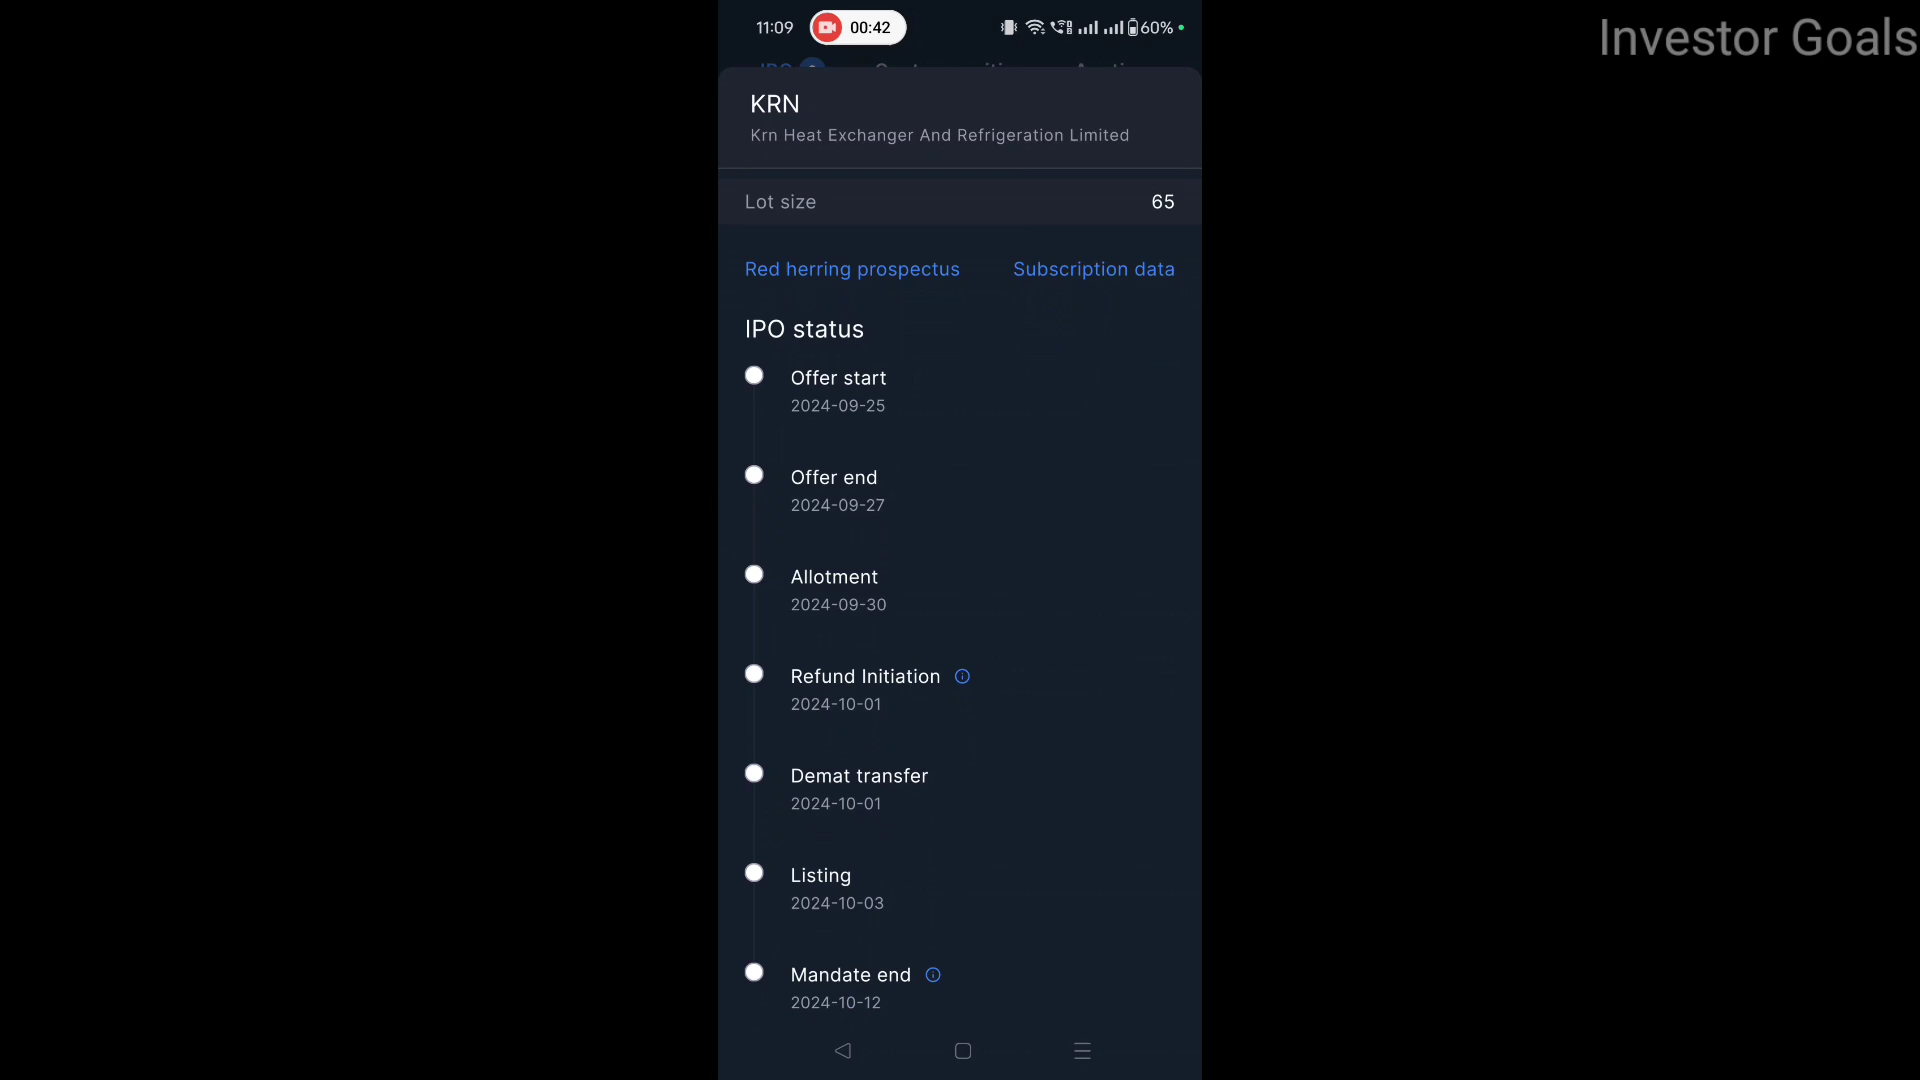 Investor Goals
11:09
00:42
60%
IPO
KRN
Krn Heat Exchanger And Refrigeration Limited
Lot size 65
Red herring prospectus Subscription data
IPO status
Offer start
2024-09-25
Offer end
2024-09-27
Allotment
2024-09-30
Refund Initiation
2024-10-01
Demat transfer
2024-10-01
Listing
2024-10-03
Mandate end
2024-10-12